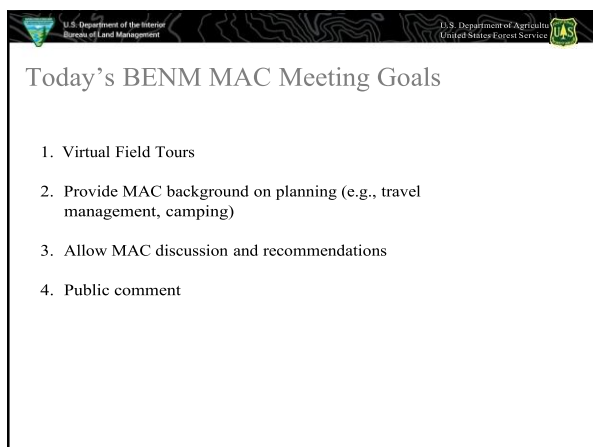 U.S. Department of the Interior
Bureau of Land Management
U.S. Department of Agricultu
United States Forest Service
UAS
Today's BENM MAC Meeting Goals
1. Virtual Field Tours
2. Provide MAC background on planning (e.g., travel
management, camping)
3. Allow MAC discussion and recommendations
4. Public comment